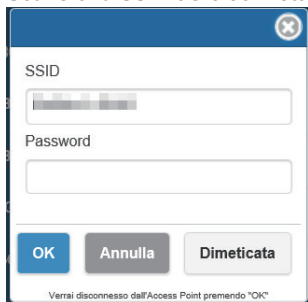 SSID
Password
OK Annulla Dimeticata
Verrai disconnesso dall'Access Point premendo "OK"